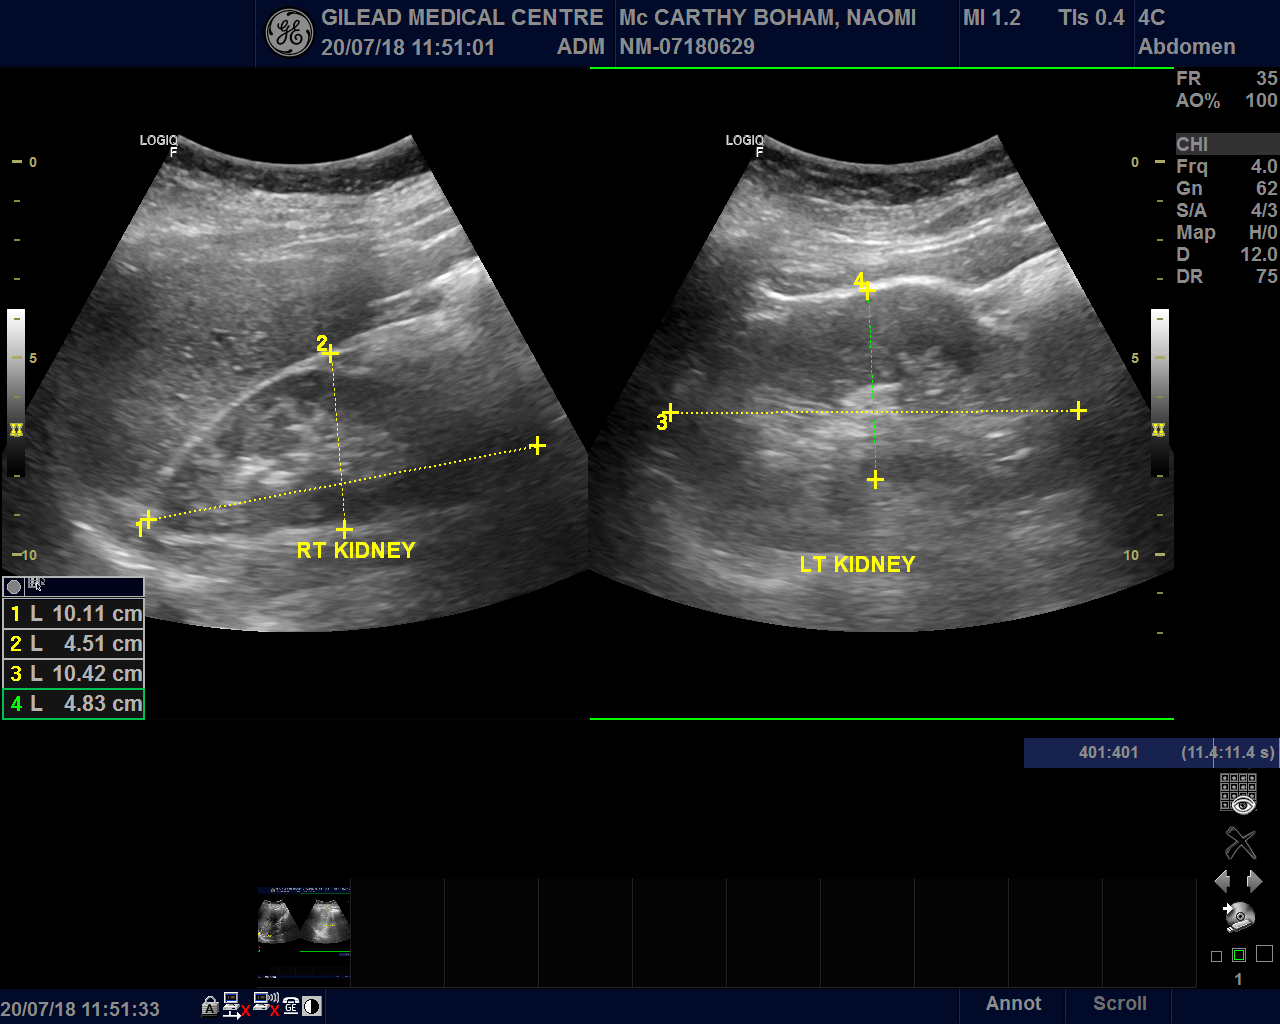 GILEAD MEDICAL CENTRE
20/07/18 11:51:01 ADM
Mc CARTHY BOHAM, NAOMI
NM-07180629
MI 1.2 TIs 0.4
4C
Abdomen
FR 35
AO% 100
CHI
Frq 4.0
Gn 62
S/A 4/3
Map H/0
D 12.0
DR 75
LOGIQ
F
LOGIQ
F
0
5
10
0
5
10
2
1
RT KIDNEY
4
3
LT KIDNEY
1 L 10.11 cm
2 L 4.51 cm
3 L 10.42 cm
4 L 4.83 cm
401:401 (11.4:11.4 s)
1
20/07/18 11:51:33
Annot
Scroll